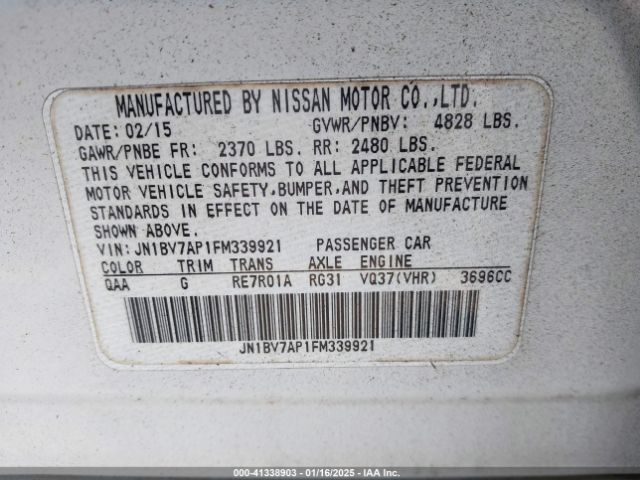 MANUFACTURED BY NISSAN MOTOR CO.,LTD.
DATE: 02/15 GVWR/PNBV: 4828 LBS.
GAWR/PNBE FR: 2370 LBS. RR: 2480 LBS.
THIS VEHICLE CONFORMS TO ALL APPLICABLE FEDERAL
MOTOR VEHICLE SAFETY,BUMPER,AND THEFT PREVENTION
STANDARDS IN EFFECT ON THE DATE OF MANUFACTURE
SHOWN ABOVE.
VIN: JN1BV7AP1FM339921 PASSENGER CAR
COLOR TRIM TRANS AXLE ENGINE
QAA G RE7R01A RG31 VQ37(VHR) 3696CC
JN1BV7AP1FM339921
000-41338903 - 01/16/2025 - IAAI.COM